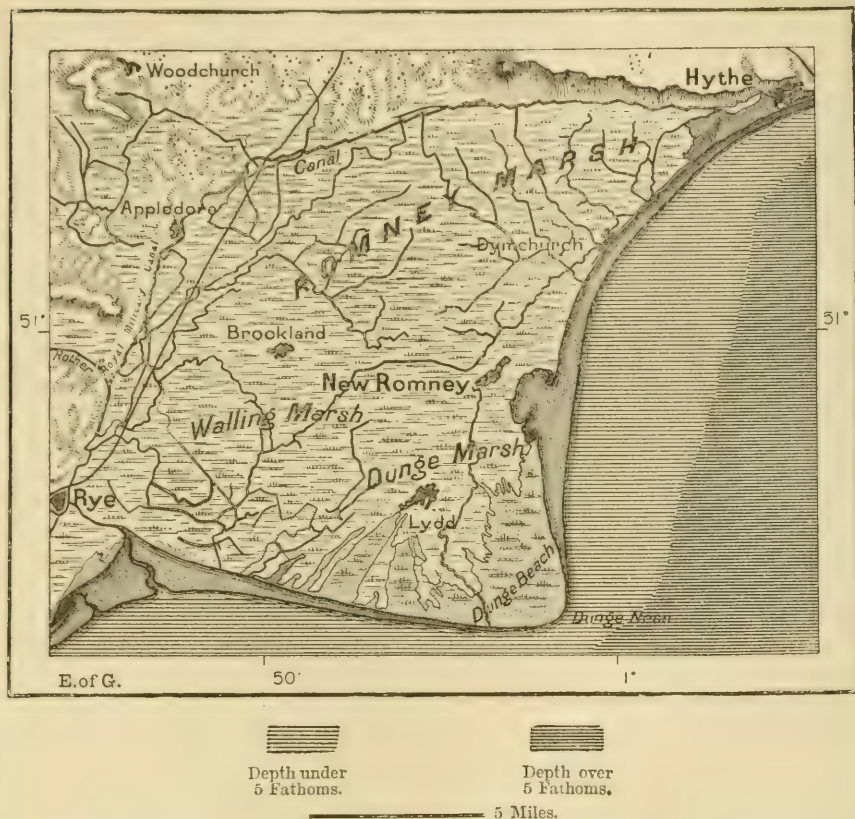 Woodchurch
Hythe
Canal
ROMNEY MARSH
Appledore
Dymchurch
Royal Military Canal
51°
51°
Rother
Brookland
New Romney
Walling Marsh
Dunge Marsh
Rye
Lydd
Dunge Beach
Dunge Ness
E. of G.
50'
1°
Depth under
5 Fathoms.
Depth over
5 Fathoms.
5 Miles.